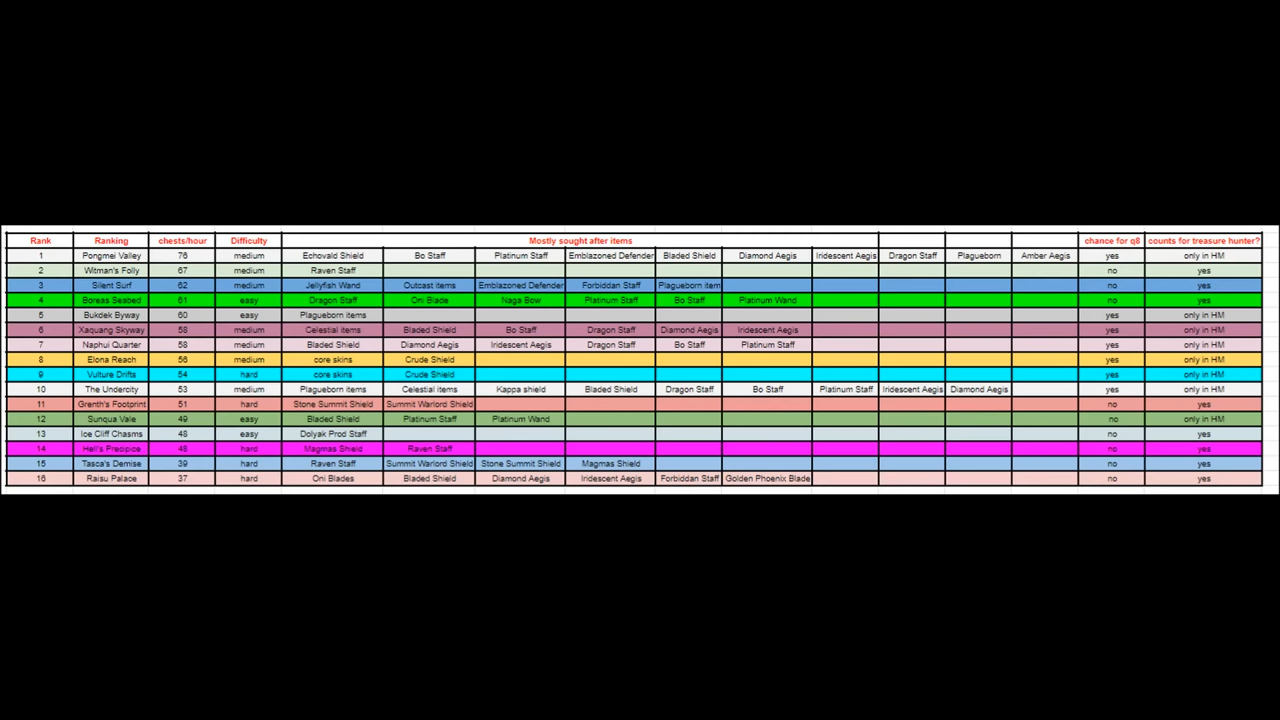 Rank Ranking chests/hour Difficulty Mostly sought after items chance for q8 counts for treasure hunter?
1 Pongmei Valley 76 medium Echovald Shield Bo Staff Platinum Staff Emblazoned Defender Bladed Shield Diamond Aegis Iridescent Aegis Dragon Staff Plagueborn Amber Aegis yes only in HM
2 Witman's Folly 67 medium Raven Staff no yes
3 Silent Surf 62 medium Jellyfish Wand Outcast items Emblazoned Defender Forbiddan Staff Plagueborn item no yes
4 Boreas Seabed 61 easy Dragon Staff Oni Blade Naga Bow Platinum Staff Bo Staff Platinum Wand no yes
5 Bukdek Byway 60 easy Plagueborn items yes only in HM
6 Xaquang Skyway 58 medium Celestial items Bladed Shield Bo Staff Dragon Staff Diamond Aegis Iridescent Aegis yes only in HM
7 Naphui Quarter 58 medium Bladed Shield Diamond Aegis Iridescent Aegis Dragon Staff Bo Staff Platinum Staff yes only in HM
8 Elona Reach 56 medium core skins Crude Shield yes only in HM
9 Vulture Drifts 54 hard core skins Crude Shield yes only in HM
10 The Undercity 53 medium Plagueborn items Celestial items Kappa shield Bladed Shield Dragon Staff Bo Staff Platinum Staff Iridescent Aegis Diamond Aegis yes only in HM
11 Grenth's Footprint 51 hard Stone Summit Shield Summit Warlord Shield no yes
12 Sunqua Vale 49 easy Bladed Shield Platinum Staff Platinum Wand no only in HM
13 Ice Cliff Chasms 48 easy Dolyak Prod Staff no yes
14 Hell's Precipice 48 hard Magmas Shield Raven Staff no yes
15 Tasca's Demise 39 hard Raven Staff Summit Warlord Shield Stone Summit Shield Magmas Shield no yes
16 Raisu Palace 37 hard Oni Blades Bladed Shield Diamond Aegis Iridescent Aegis Forbiddan Staff Golden Phoenix Blade no yes